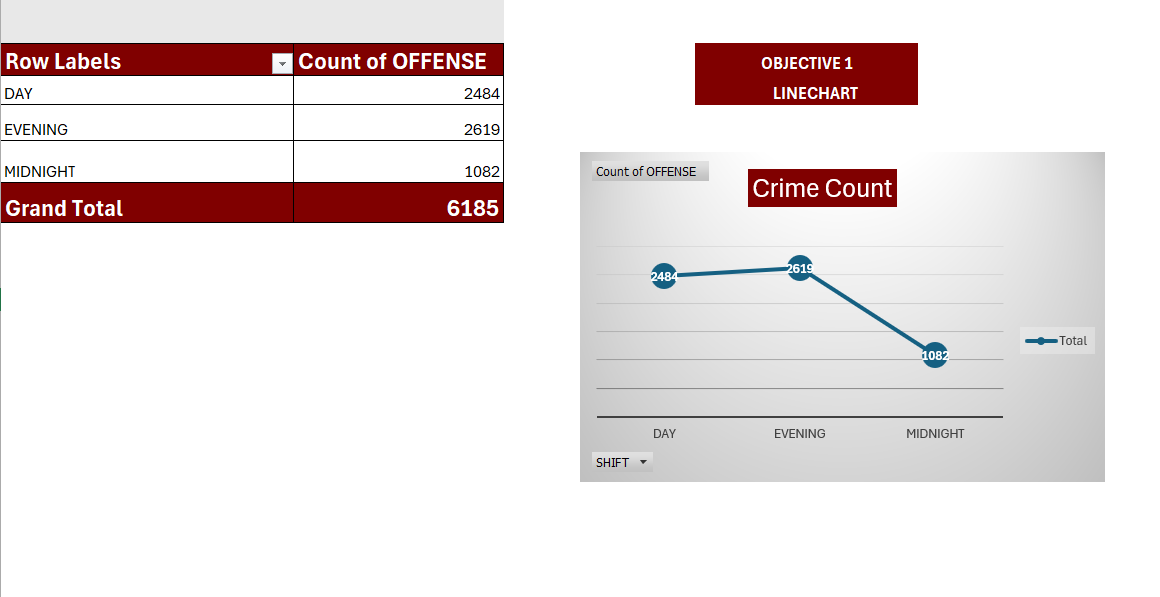 Row Labels Count of OFFENSE
DAY 2484
EVENING 2619
MIDNIGHT 1082
Grand Total 6185
OBJECTIVE 1
LINECHART
Count of OFFENSE
Crime Count
2484 2619 1082
Total
DAY EVENING MIDNIGHT
SHIFT